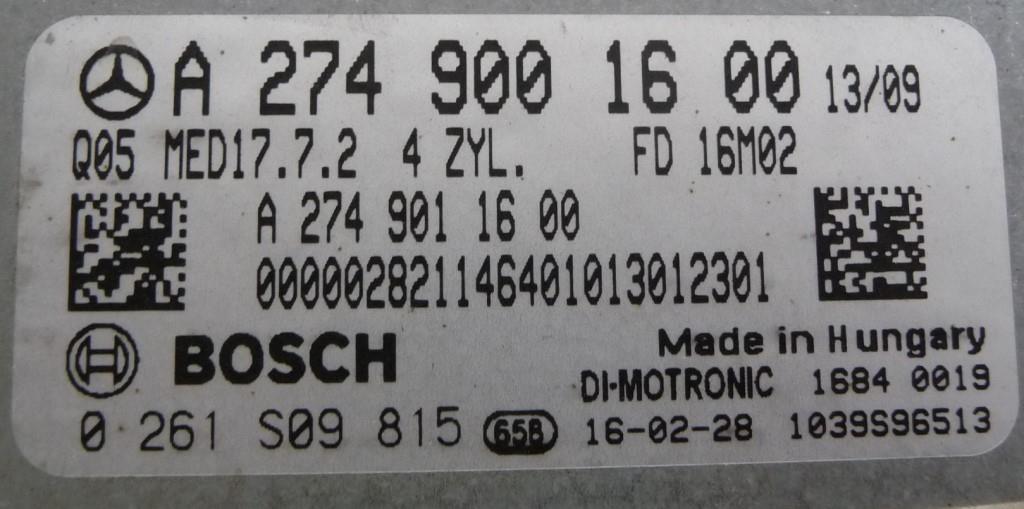 A 274 900 16 00 13/09
Q05 MED17.7.2 4 ZYL. FD 16M02
A 274 901 16 00
000002821146401013012301
BOSCH
Made in Hungary
DI-MOTRONIC 1684 0019
0 261 S09 815 65B 16-02-28 1039S96513